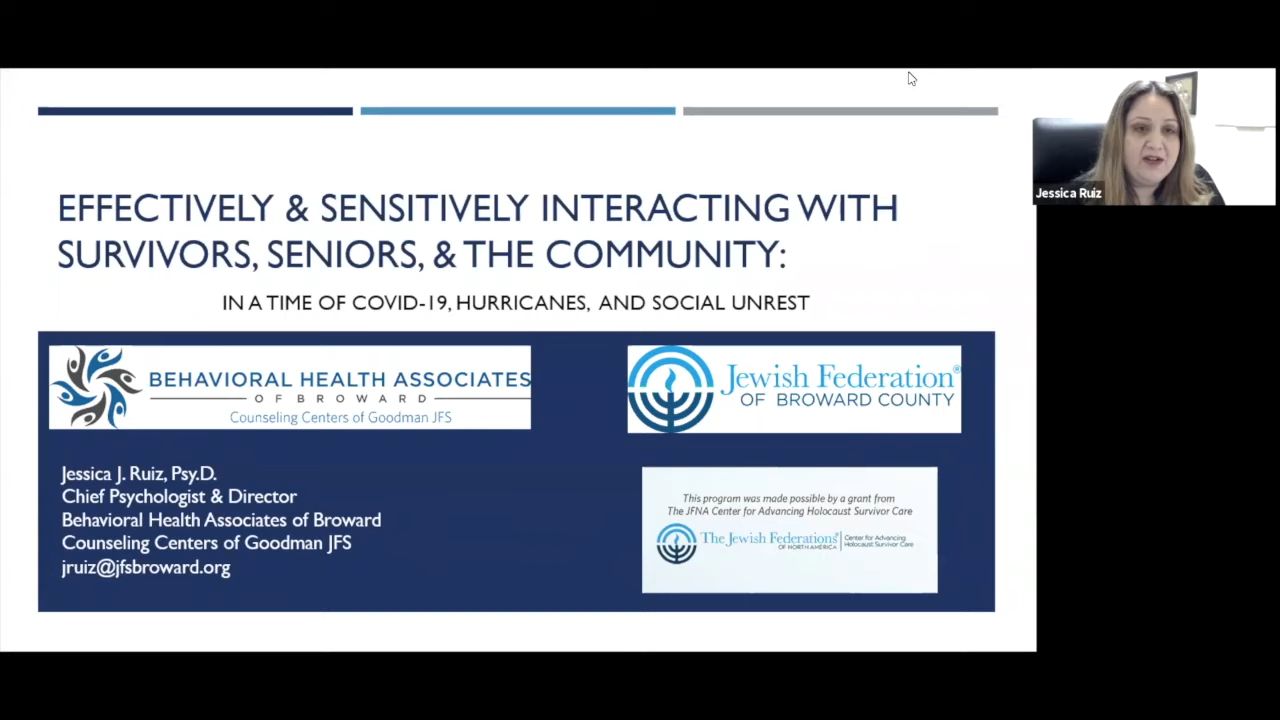 EFFECTIVELY & SENSITIVELY INTERACTING WITH
SURVIVORS, SENIORS, & THE COMMUNITY:
IN A TIME OF COVID-19, HURRICANES, AND SOCIAL UNREST
BEHAVIORAL HEALTH ASSOCIATES
OF BROWARD
Counseling Centers of Goodman JFS
Jewish Federation®
OF BROWARD COUNTY
Jessica J. Ruiz, Psy.D.
Chief Psychologist & Director
Behavioral Health Associates of Broward
Counseling Centers of Goodman JFS
jruiz@jfsbroward.org
This program was made possible by a grant from
The JFNA Center for Advancing Holocaust Survivor Care
The Jewish Federations®
OF NORTH AMERICA
Center for Advancing
Holocaust Survivor Care
Jessica Ruiz